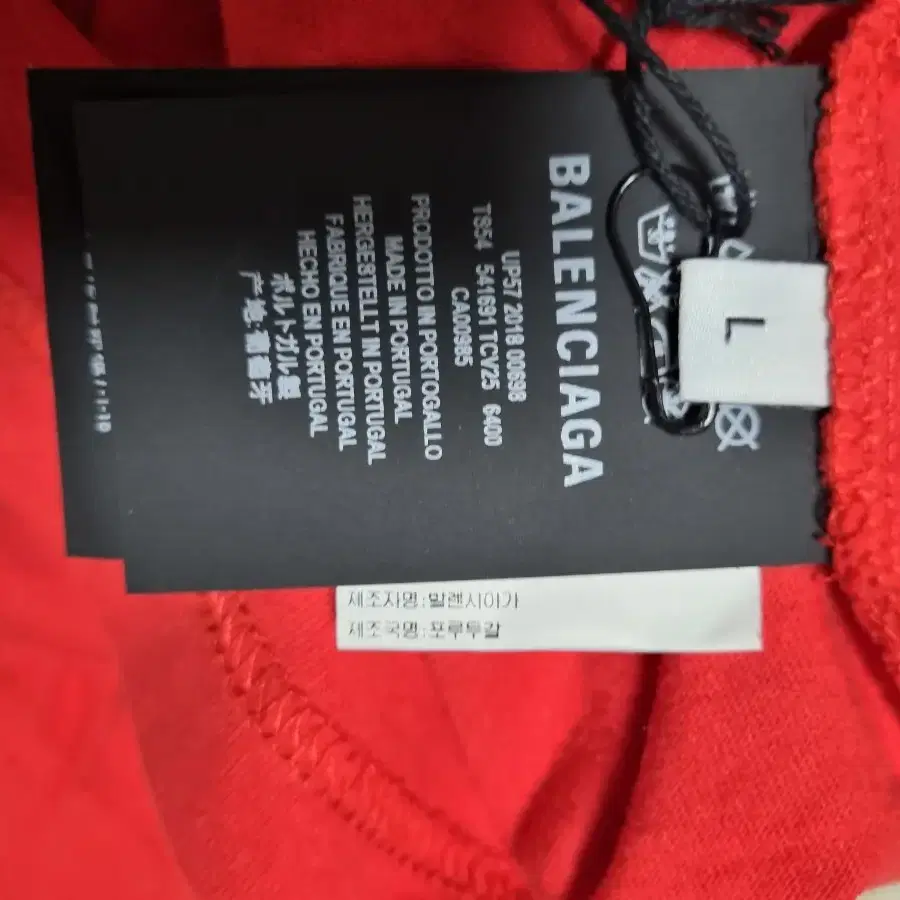 BALENCIAGA
UP57 2018 00698
T854 541691 TCV25 6400
CA00985
PRODOTTO IN PORTOGALLO
MADE IN PORTUGAL
HERGESTELLT IN PORTUGAL
FABRIQUE EN PORTUGAL
HECHO EN PORTUGAL
ポルトガル製
产地:葡萄牙
L
제조자명:발렌시아가
제조국명:포루투갈